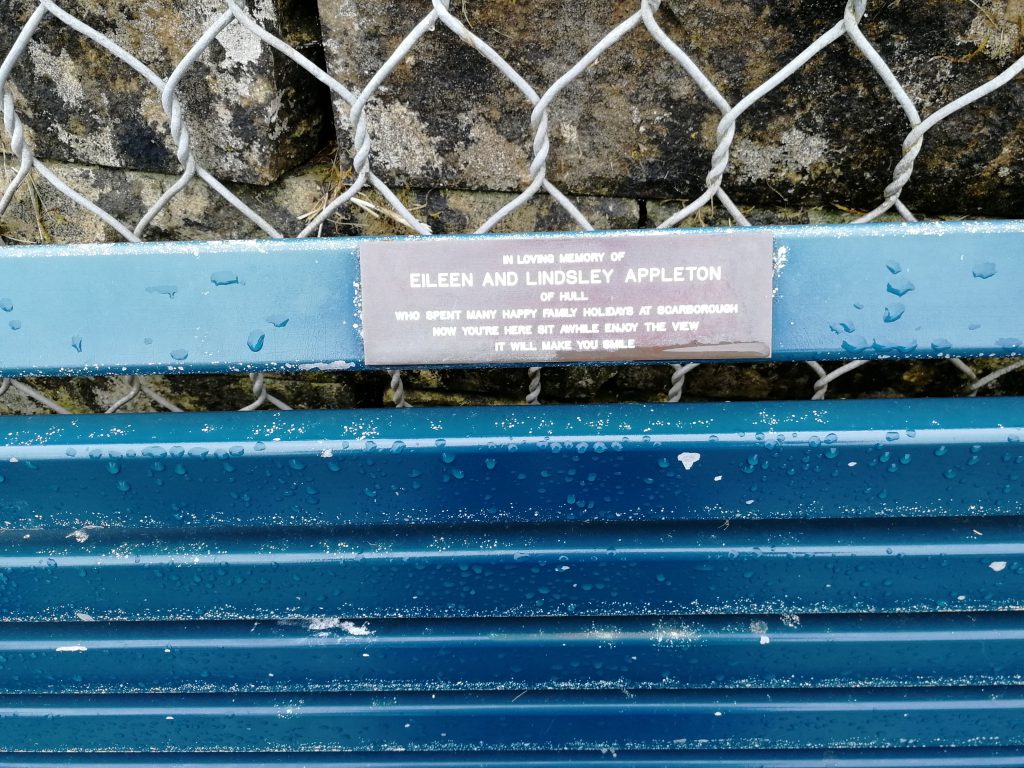 IN LOVING MEMORY OF
EILEEN AND LINDSLEY APPLETON
OF HULL
WHO SPENT MANY HAPPY FAMILY HOLIDAYS AT SCARBOROUGH
NOW YOU'RE HERE SIT AWHILE ENJOY THE VIEW
IT WILL MAKE YOU SMILE